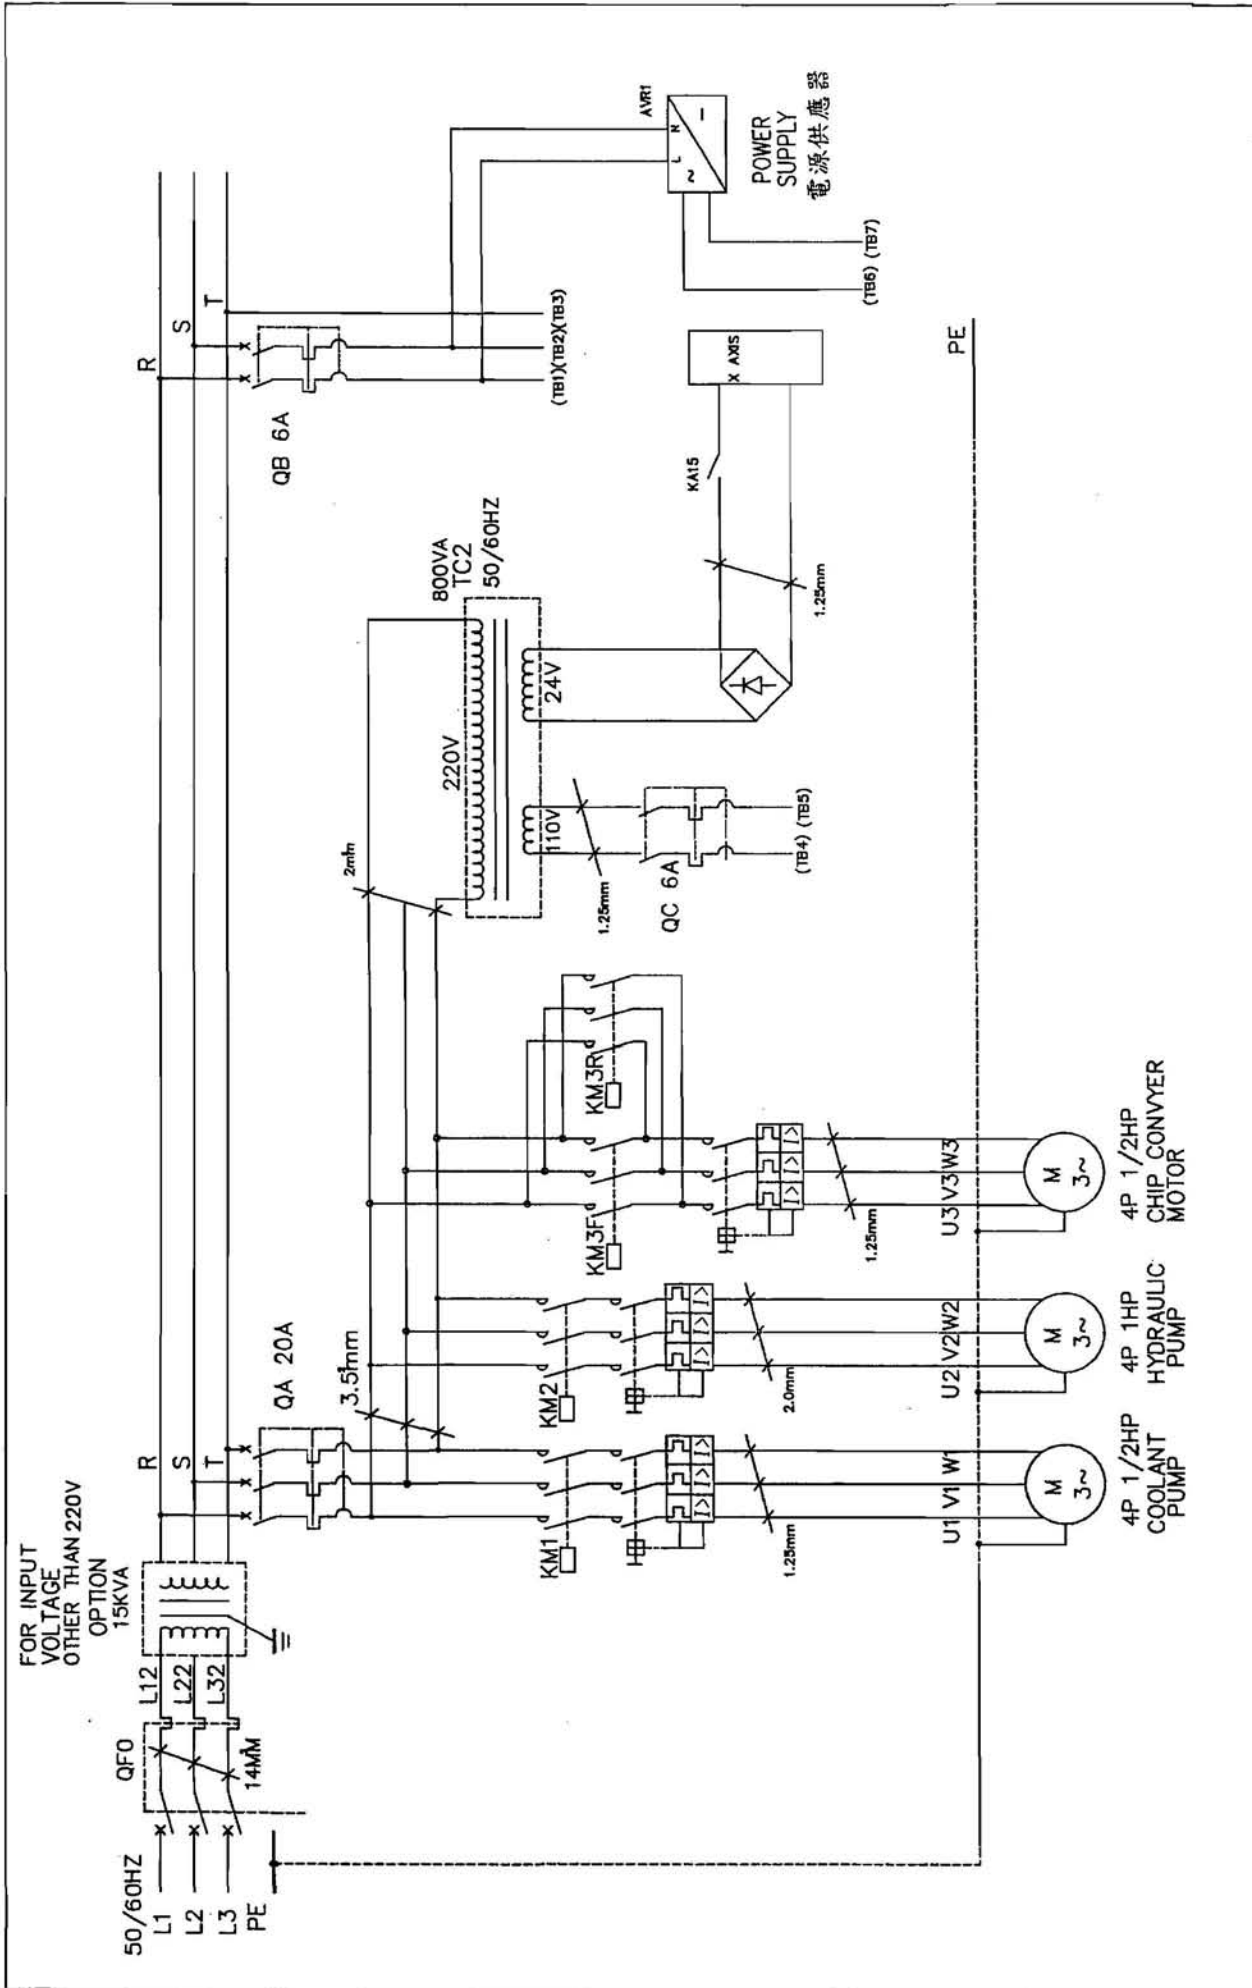 FOR INPUT
VOLTAGE
OTHER THAN 220V
OPTION
15KVA
50/60HZ
L1
L2
L3
PE
QF0
14MM
L12
L22
L32
R
S
T
QA 20A
3.5mm
R
S
T
QB 6A
(TB1)(TB2)(TB3)
AVR1
L
N
~
POWER
SUPPLY
電源供應器
(TB6) (TB7)
2mm
800VA
TC2
50/60HZ
220V
110V
24V
1.25mm
QC 6A
(TB4) (TB5)
KA15
X AXIS
1.25mm
KM1
I> I> I>
1.25mm
U1 V1 W1
M
3~
4P 1/2HP
COOLANT
PUMP
KM2
I> I> I>
2.0mm
U2 V2 W2
M
3~
4P 1HP
HYDRAULIC
PUMP
KM3F
KM3R
I> I> I>
1.25mm
U3 V3 W3
M
3~
4P 1/2HP
CHIP CONVYER
MOTOR
PE